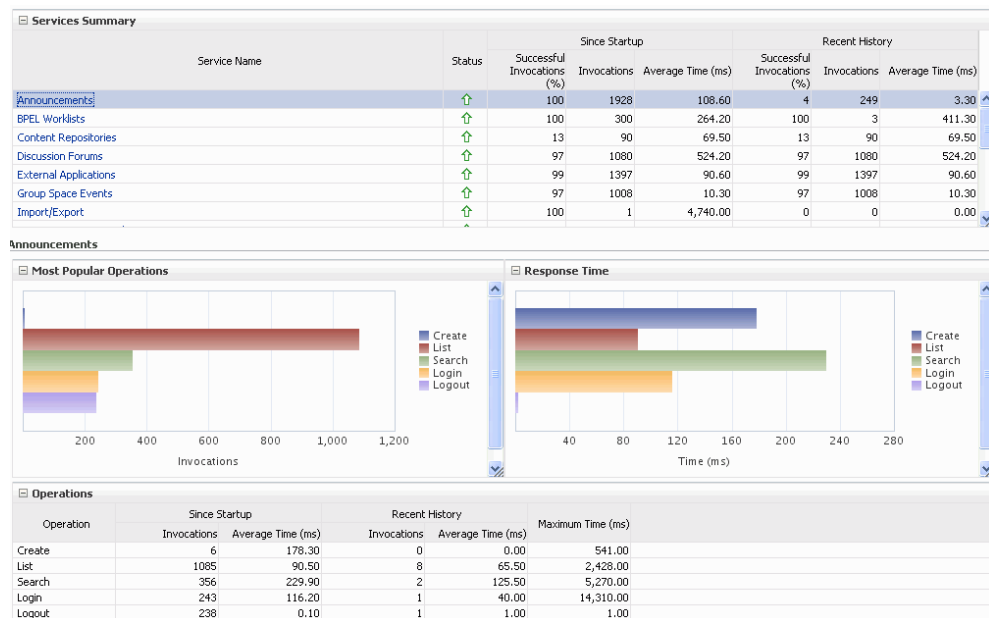 Services Summary
Since Startup Recent History
Service Name Status Successful Invocations (%) Invocations Average Time (ms) Successful Invocations (%) Invocations Average Time (ms)
Announcements 100 1928 108.60 4 249 3.30
BPEL Worklists 100 300 264.20 100 3 411.30
Content Repositories 13 90 69.50 13 90 69.50
Discussion Forums 97 1080 524.20 97 1080 524.20
External Applications 99 1397 90.60 99 1397 90.60
Group Space Events 97 1008 10.30 97 1008 10.30
Import/Export 100 1 4,740.00 0 0 0.00
Announcements
Most Popular Operations
Create
List
Search
Login
Logout
200 400 600 800 1,000 1,200
Invocations
Response Time
Create
List
Search
Login
Logout
40 80 120 160 200 240 280
Time (ms)
Operations
Since Startup Recent History
Operation Invocations Average Time (ms) Invocations Average Time (ms) Maximum Time (ms)
Create 6 178.30 0 0.00 541.00
List 1085 90.50 8 65.50 2,428.00
Search 356 229.90 2 125.50 5,270.00
Login 243 116.20 1 40.00 14,310.00
Logout 238 0.10 1 1.00 1.00